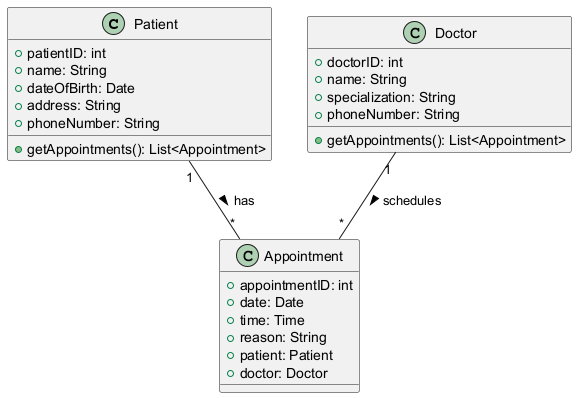 C Patient
patientID: int
name: String
dateOfBirth: Date
address: String
phoneNumber: String
getAppointments(): List<Appointment>
C Doctor
doctorID: int
name: String
specialization: String
phoneNumber: String
getAppointments(): List<Appointment>
1
has
*
1
schedules
*
C Appointment
appointmentID: int
date: Date
time: Time
reason: String
patient: Patient
doctor: Doctor